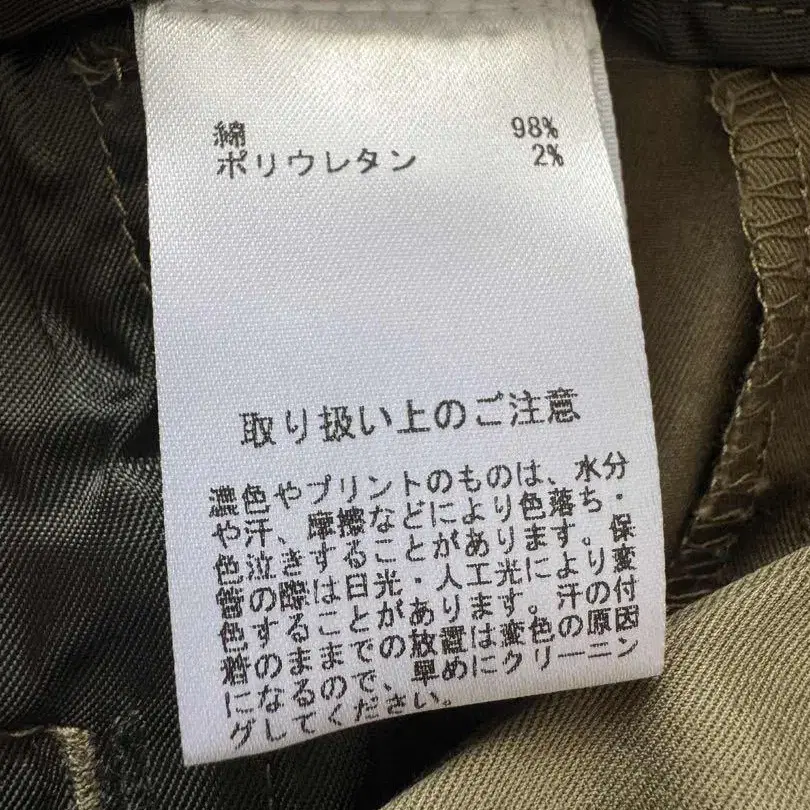 綿 98%
ポリウレタン 2%
取り扱い上のご注意
濃色やプリントのものは、水分
や汗、摩擦などにより色落ち・
色泣きすることがあります。保
管の際は日光・人工光により変
色することがあります。汗の付
着のままでの放置は変色の原因
になるので、早めにクリーニン
グしてください。